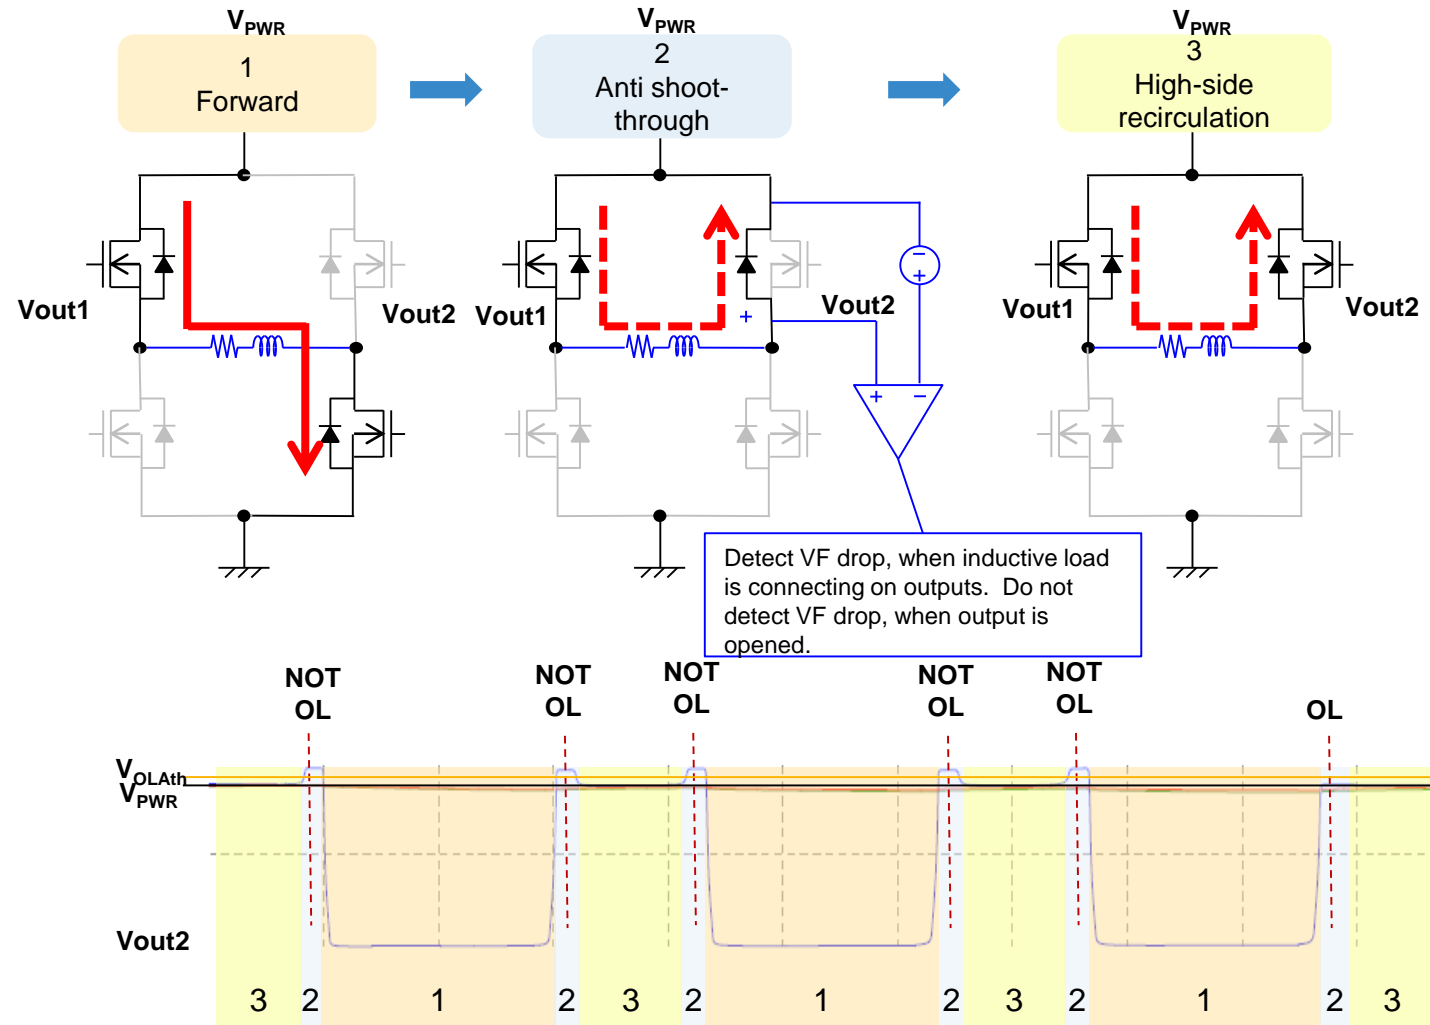 VPWR
1
Forward
VPWR
2
Anti shoot-
through
VPWR
3
High-side
recirculation
Vout1
Vout2
Vout1
Vout2
Vout1
Vout2
−
+
+
+ −
Detect VF drop, when inductive load
is connecting on outputs. Do not
detect VF drop, when output is
opened.
NOT
OL
NOT
OL
NOT
OL
NOT
OL
NOT
OL
OL
VOLAth
VPWR
Vout2
3 2 1 2 3 2 1 2 3 2 1 2 3